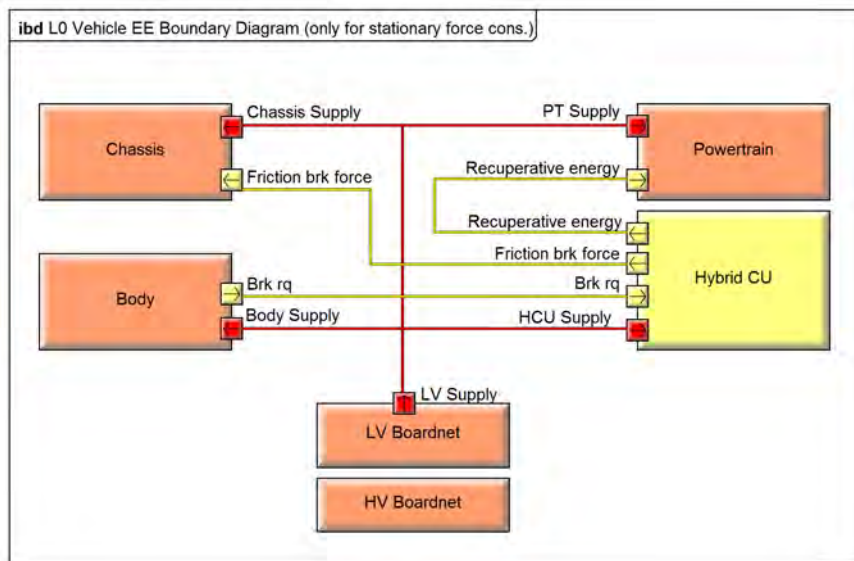 ibd L0 Vehicle EE Boundary Diagram (only for stationary force cons.)
Chassis Supply
PT Supply
Chassis
Powertrain
Recuperative energy
Friction brk force
Recuperative energy
Friction brk force
Hybrid CU
Brk rq
Brk rq
Body
Body Supply
HCU Supply
LV Supply
LV Boardnet
HV Boardnet